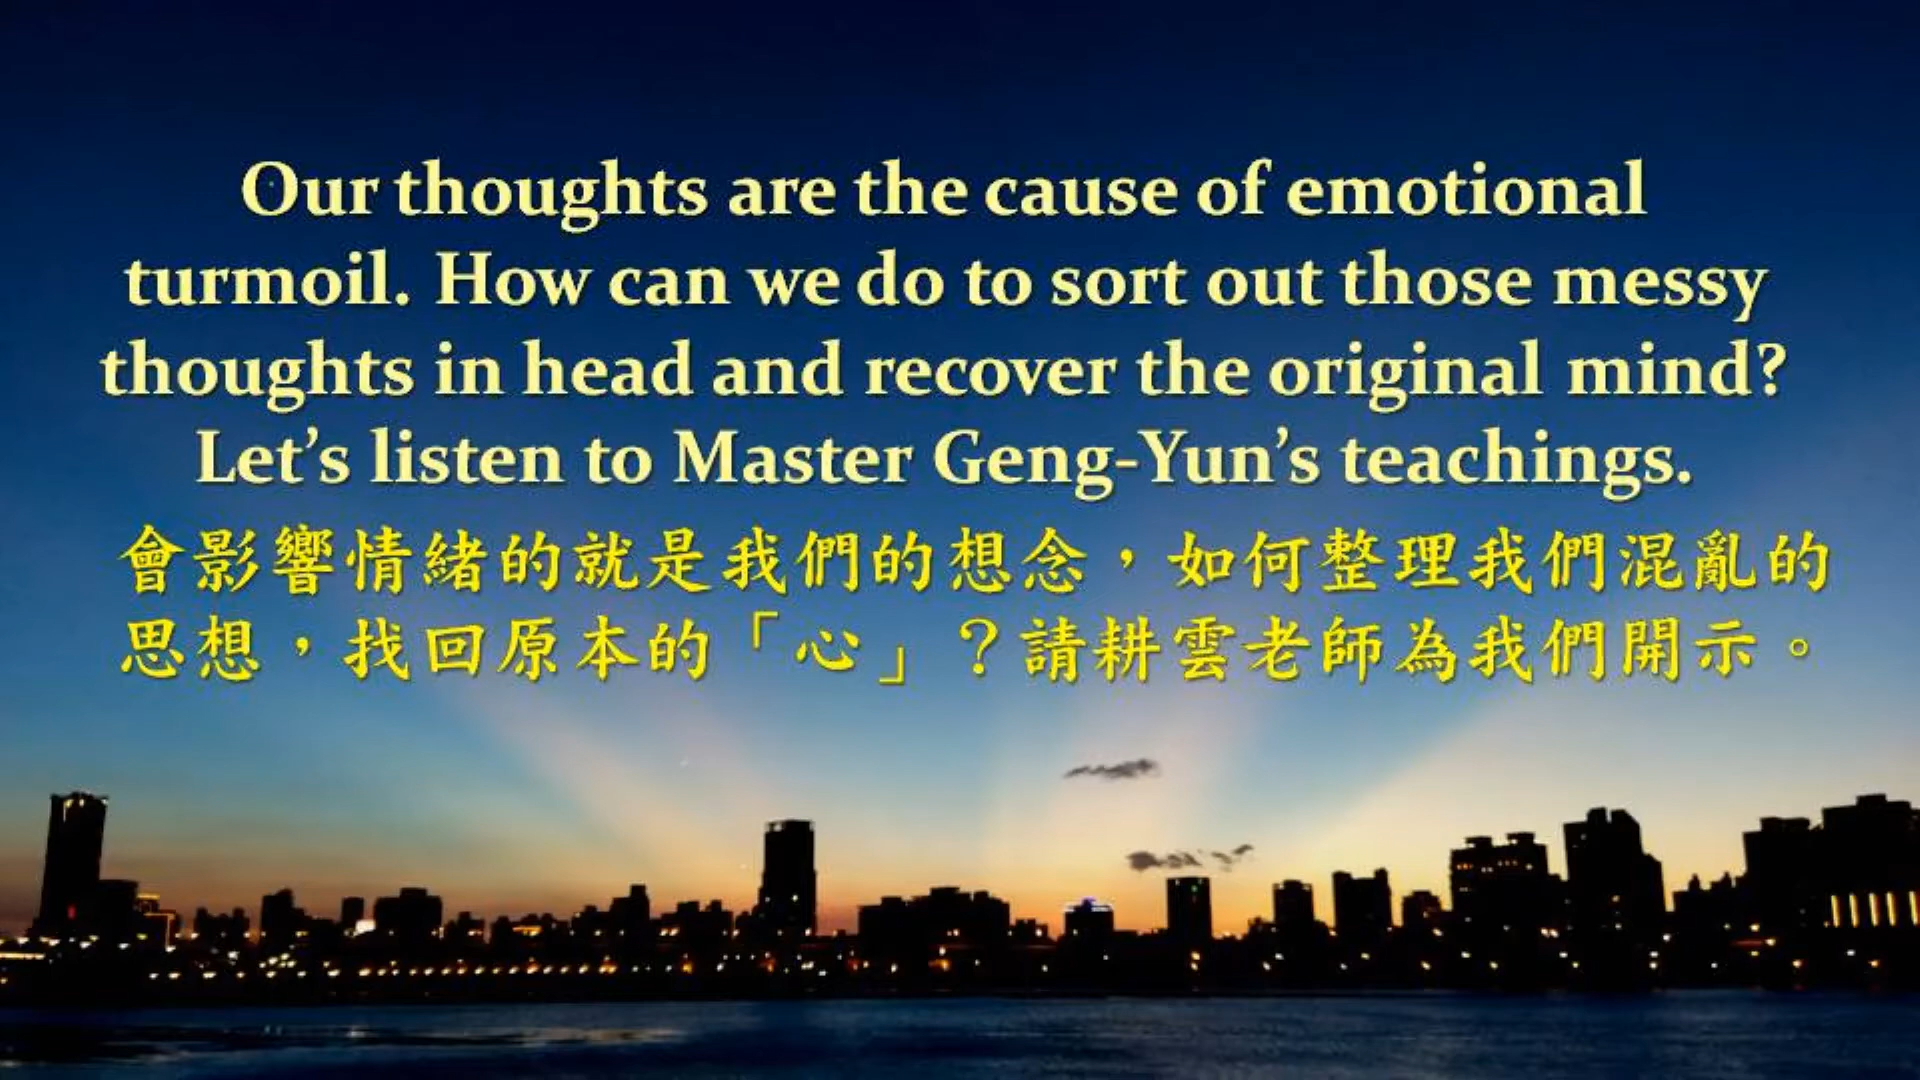 Our thoughts are the cause of emotional
turmoil. How can we do to sort out those messy
thoughts in head and recover the original mind?
Let’s listen to Master Geng-Yun’s teachings.
會影響情緒的就是我們的想念，如何整理我們混亂的
思想，找回原本的「心」？請耕雲老師為我們開示。